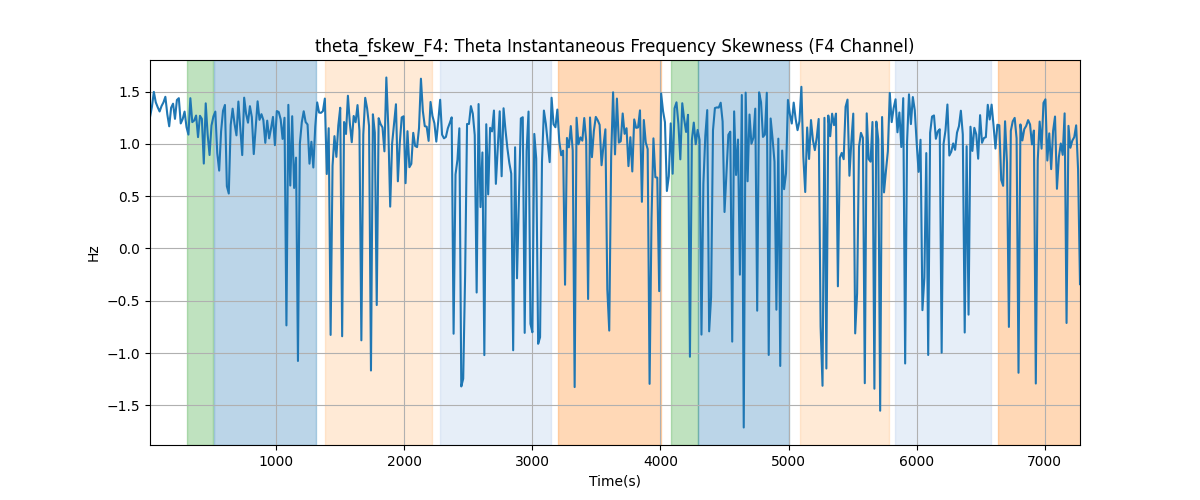 theta_fskew_F4: Theta Instantaneous Frequency Skewness (F4 Channel)
1.5
1.0
0.5
0.0
−0.5
−1.0
−1.5
Hz
1000 2000 3000 4000 5000 6000 7000
Time(s)